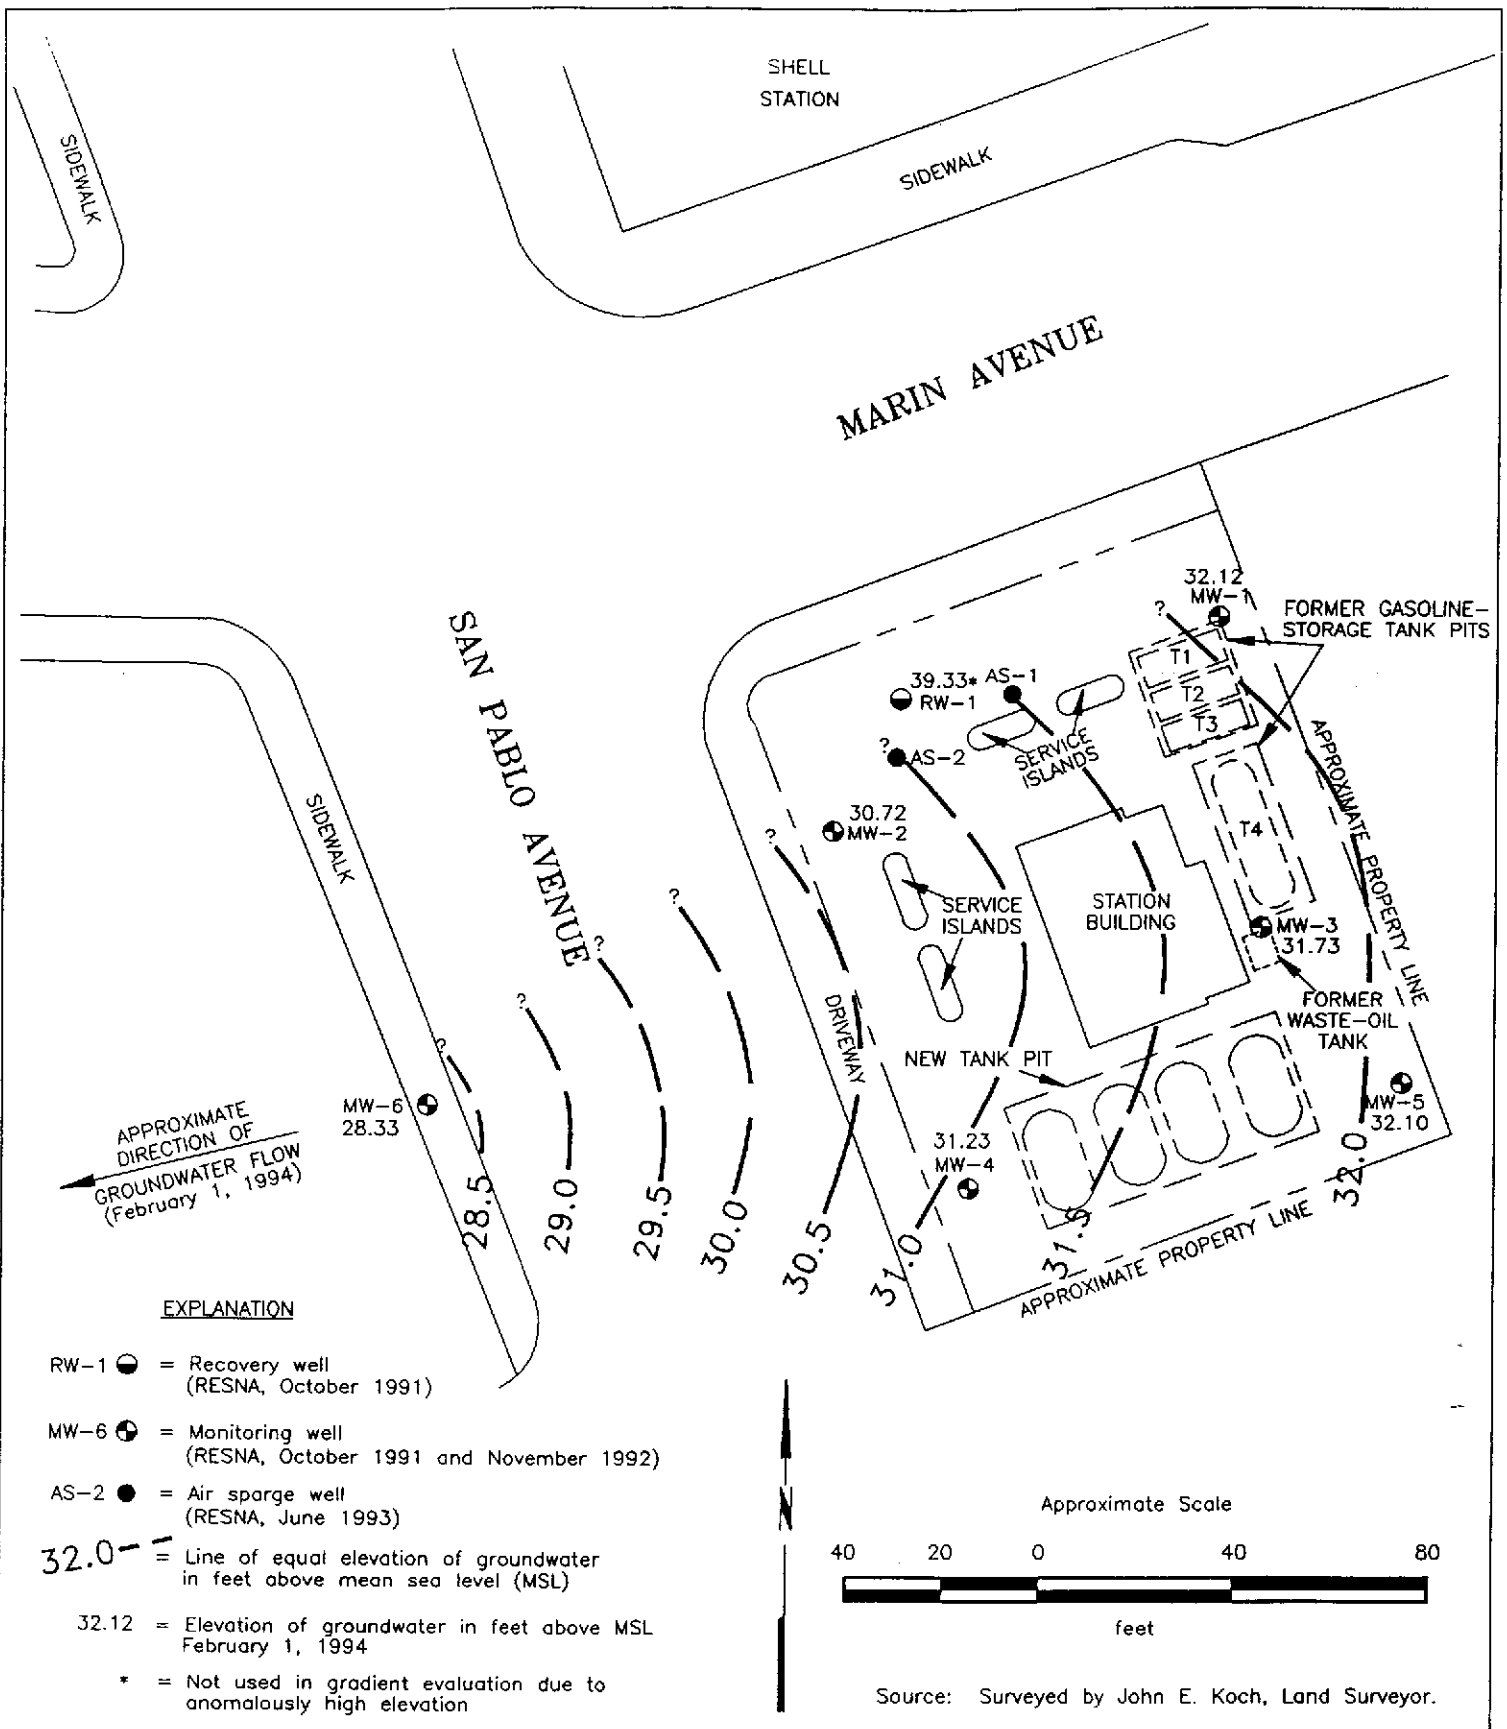 SHELL
STATION
SIDEWALK
SIDEWALK
MARIN AVENUE
SAN PABLO AVENUE
SIDEWALK
32.12
MW-1
?
FORMER GASOLINE-
STORAGE TANK PITS
T1
T2
T3
T4
39.33* AS-1
RW-1
?
AS-2
SERVICE
ISLANDS
30.72
MW-2
?
?
?
?
?
SERVICE
ISLANDS
STATION
BUILDING
MW-3
31.73
APPROXIMATE PROPERTY LINE
FORMER
WASTE-OIL
TANK
DRIVEWAY
NEW TANK PIT
MW-5
32.10
MW-6
28.33
31.23
MW-4
APPROXIMATE
DIRECTION OF
GROUNDWATER FLOW
(February 1, 1994)
28.5
29.0
29.5
30.0
30.5
31.0
31.5
32.0
APPROXIMATE PROPERTY LINE
EXPLANATION
RW-1 = Recovery well
(RESNA, October 1991)
MW-6 = Monitoring well
(RESNA, October 1991 and November 1992)
AS-2 = Air sparge well
(RESNA, June 1993)
32.0 = Line of equal elevation of groundwater
in feet above mean sea level (MSL)
32.12 = Elevation of groundwater in feet above MSL
February 1, 1994
* = Not used in gradient evaluation due to
anomalously high elevation
N
Approximate Scale
40 20 0 40 80
feet
Source: Surveyed by John E. Koch, Land Surveyor.